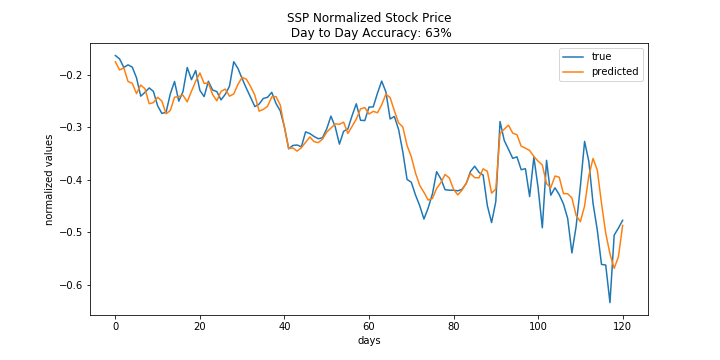 SSP Normalized Stock Price
Day to Day Accuracy: 63%
true
predicted
normalized values
−0.2
−0.3
−0.4
−0.5
−0.6
0
20
40
60
80
100
120
days